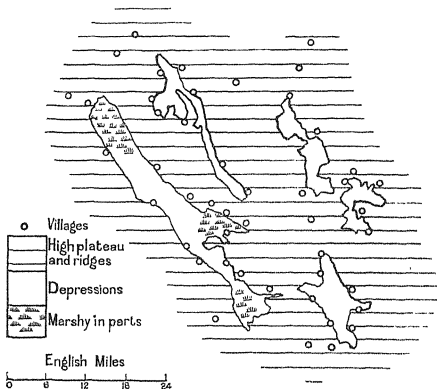 Villages
High plateau
and ridges
Depressions
Marshy in parts
English Miles
0 6 12 18 24